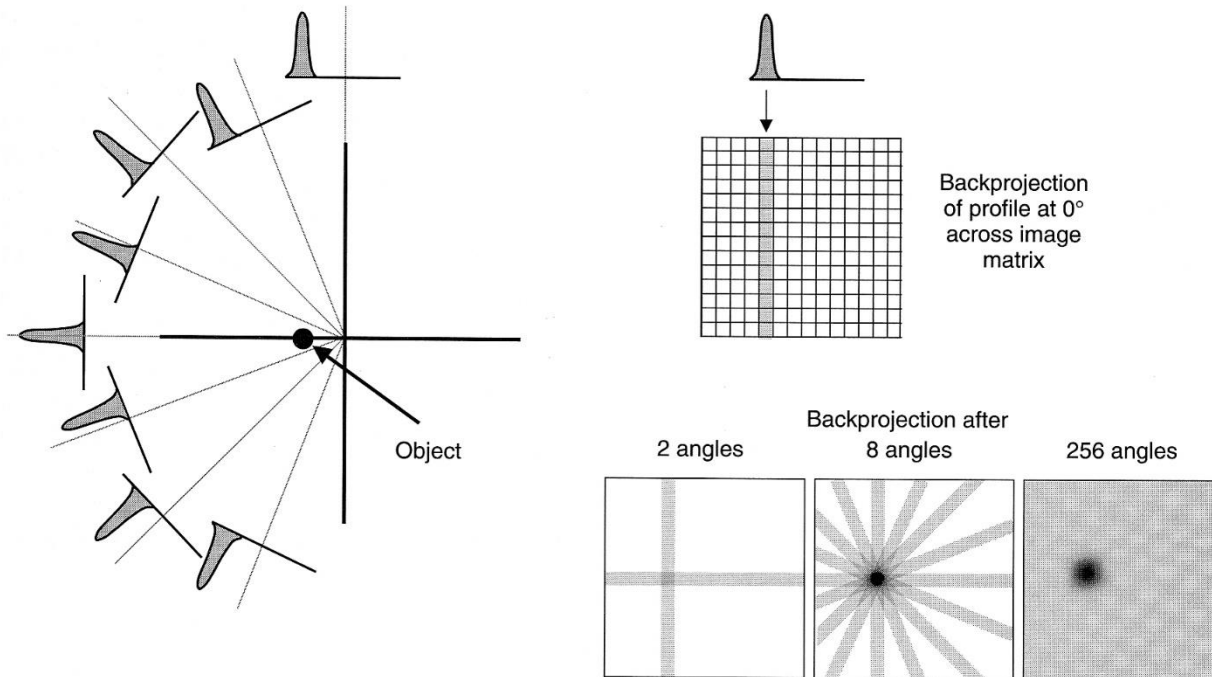 Object
Backprojection
of profile at 0°
across image
matrix
Backprojection after
2 angles 8 angles 256 angles